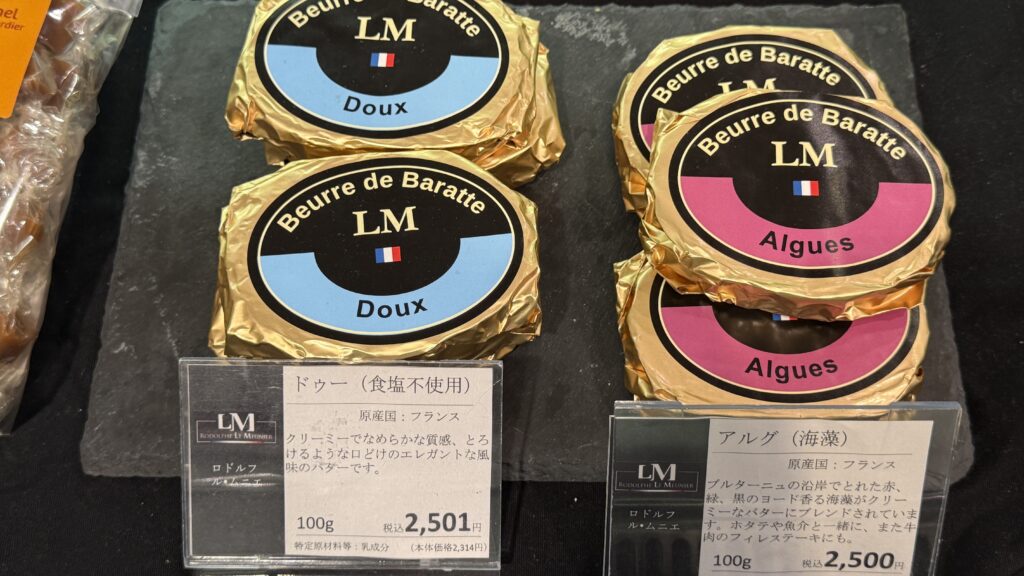 nel
rdier
Beurre de Baratte
LM
Doux
Beurre de Baratte
LM
Doux
Beurre de Baratte
LM
Beurre de Baratte
LM
Algues
Algues
LM
RODOLPHE LE MEUNIER
ロドルフ
ル・ムニエ
ドゥー（食塩不使用）
原産国：フランス
クリーミーでなめらかな質感、とろ
けるような口どけのエレガントな風
味のバターです。
100g
税込2,501円
特定原材料等：乳成分 （本体価格2,314円）
LM
RODOLPHE LE MEUNIER
ロドルフ
ル・ムニエ
アルグ（海藻）
原産国：フランス
ブルターニュの沿岸でとれた赤、
緑、黒のヨード香る海藻がクリー
ミーなバターにブレンドされていま
す。ホタテや魚介と一緒に、また牛
肉のフィレステーキにも。
100g
税込2,500円